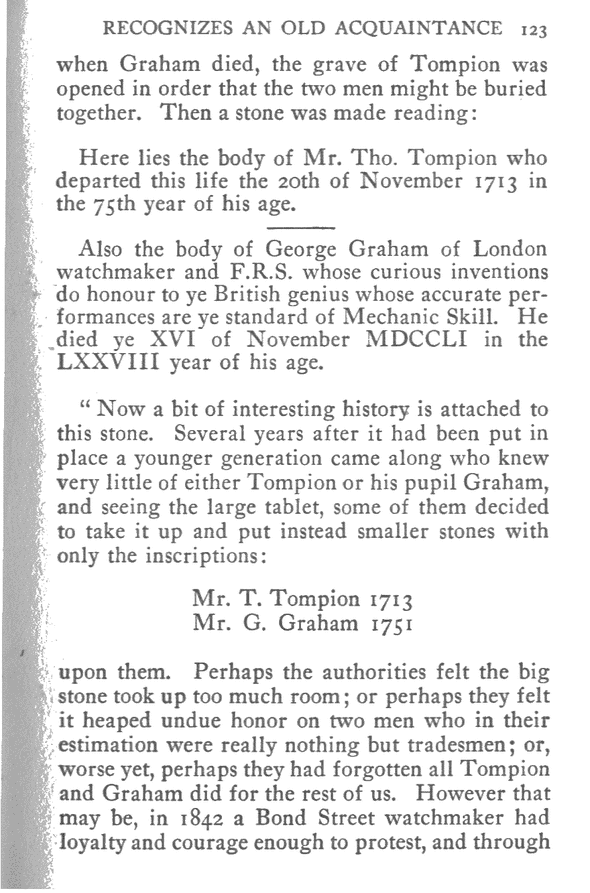 RECOGNIZES AN OLD ACQUAINTANCE 123
when Graham died, the grave of Tompion was
opened in order that the two men might be buried
together. Then a stone was made reading:
Here lies the body of Mr. Tho. Tompion who
departed this life the 20th of November 1713 in
the 75th year of his age.
Also the body of George Graham of London
watchmaker and F.R.S. whose curious inventions
do honour to ye British genius whose accurate per-
formances are ye standard of Mechanic Skill. He
died ye XVI of November MDCCLI in the
LXXVIII year of his age.
“ Now a bit of interesting history is attached to
this stone. Several years after it had been put in
place a younger generation came along who knew
very little of either Tompion or his pupil Graham,
and seeing the large tablet, some of them decided
to take it up and put instead smaller stones with
only the inscriptions:
Mr. T. Tompion 1713
Mr. G. Graham 1751
upon them. Perhaps the authorities felt the big
stone took up too much room; or perhaps they felt
it heaped undue honor on two men who in their
estimation were really nothing but tradesmen; or,
worse yet, perhaps they had forgotten all Tompion
and Graham did for the rest of us. However that
may be, in 1842 a Bond Street watchmaker had
loyalty and courage enough to protest, and through